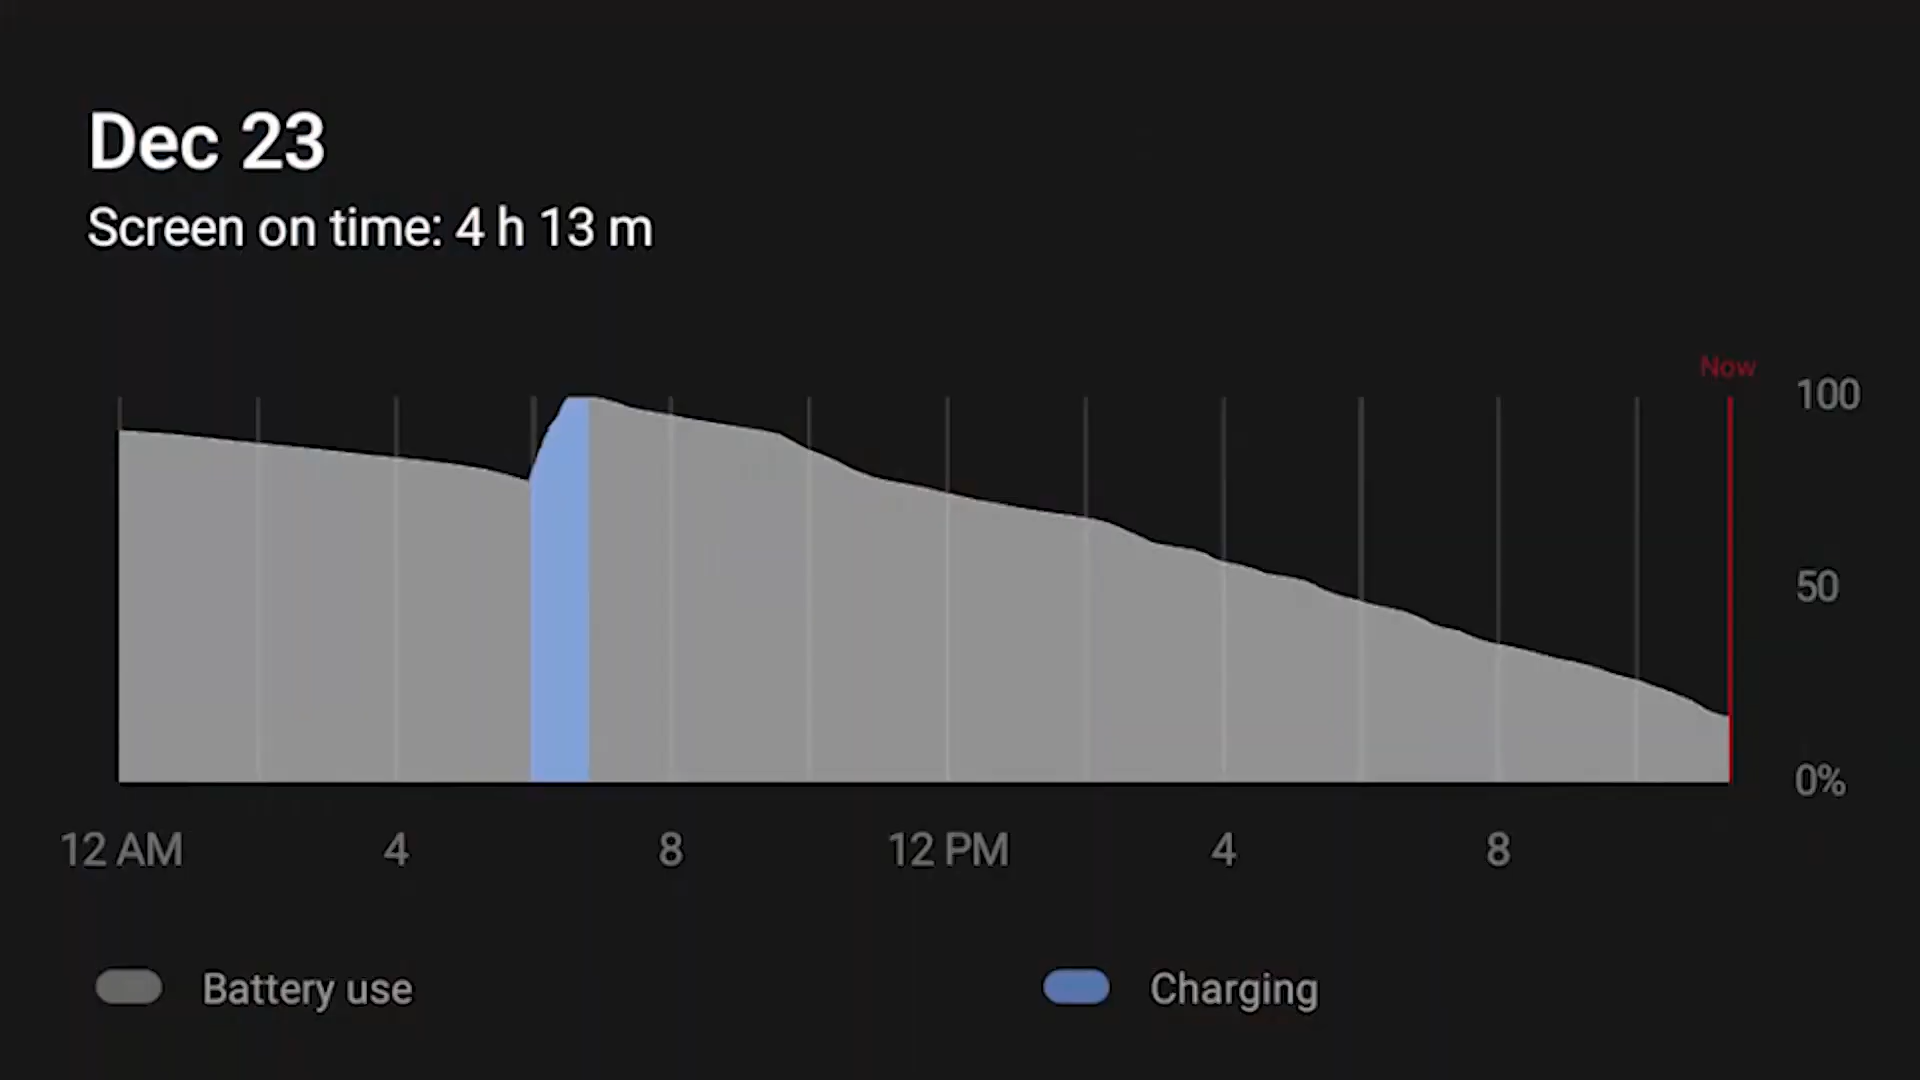 Dec 23
Screen on time: 4 h 13 m
Now
100
50
0%
12 AM 4 8 12 PM 4 8
Battery use Charging